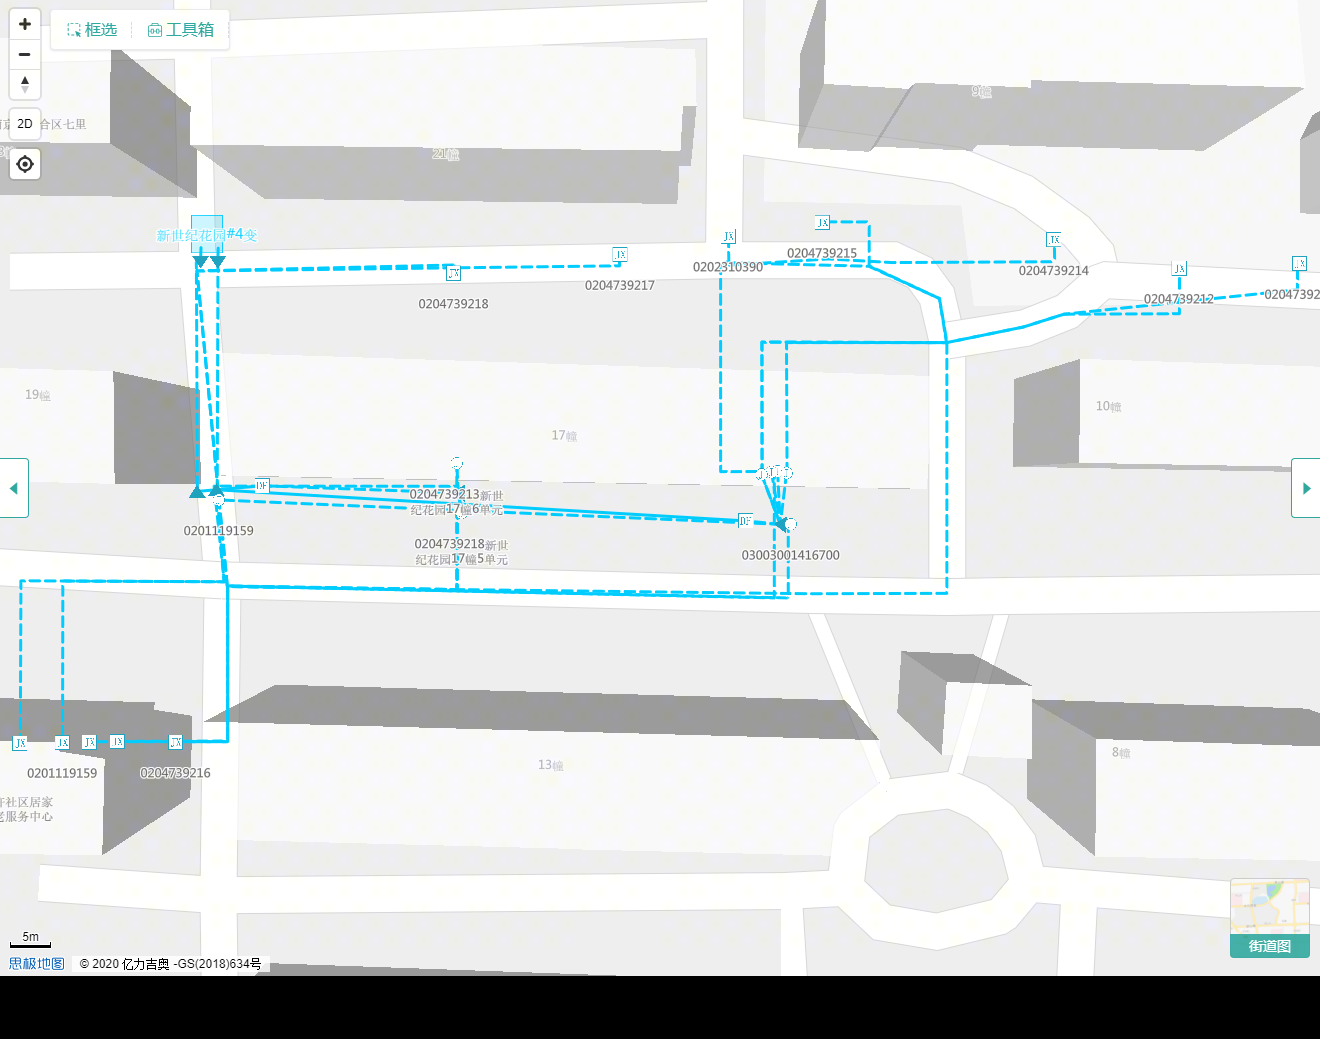 框选
工具箱
2D
合区七里
9幢
21幢
新世纪花园#4变
JX
JX
JX
JX
JX
JX
JX
0204739215
0202310390
0204739214
0204739217
0204739212
0204739218
02047392
19幢
10幢
17幢
DF
0204739213新世
纪花园17幢6单元
DF
0201119159
0204739218新世
纪花园17幢5单元
03003001416700
JX
JX
JX
JX
JX
0201119159
0204739216
13幢
8幢
社区居家
老服务中心
5m
思极地图
© 2020 亿力吉奥 -GS(2018)634号
街道图